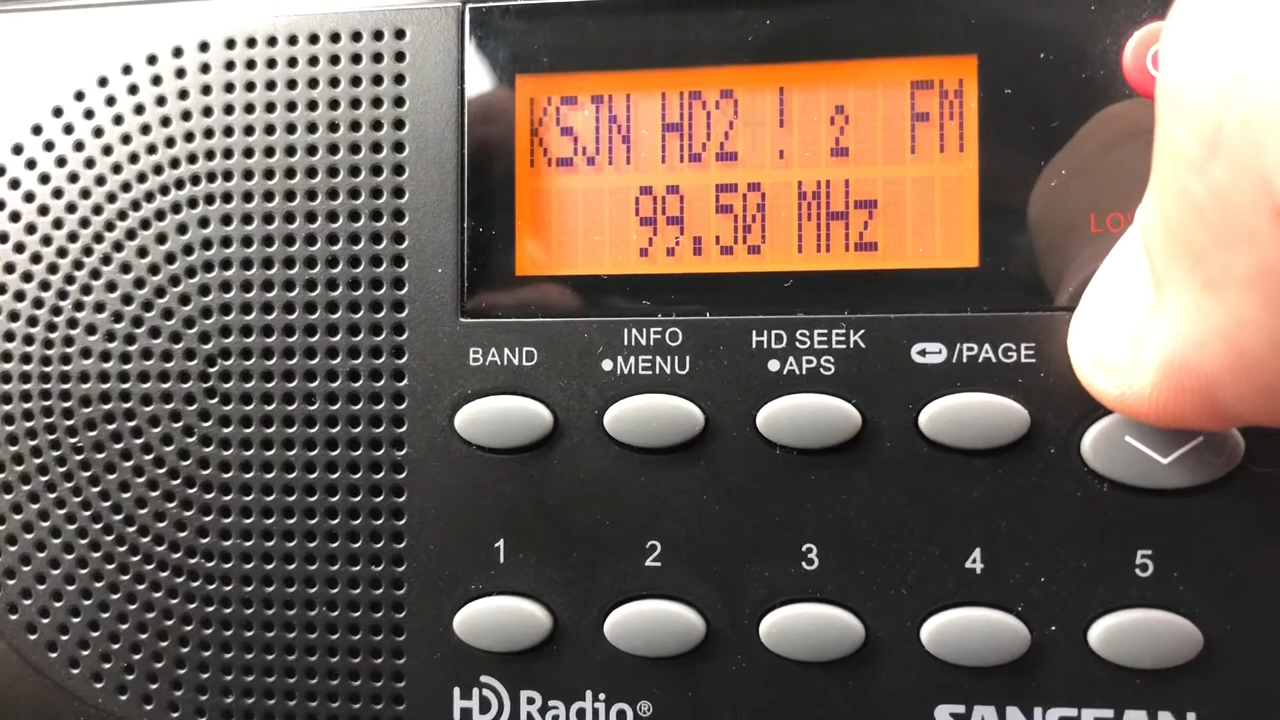 KSJN HD2 ! 2 FM
99.50 MHz
BAND
INFO
•MENU
HD SEEK
•APS
/PAGE
1
2
3
4
5
HD Radio®
SANGEAN